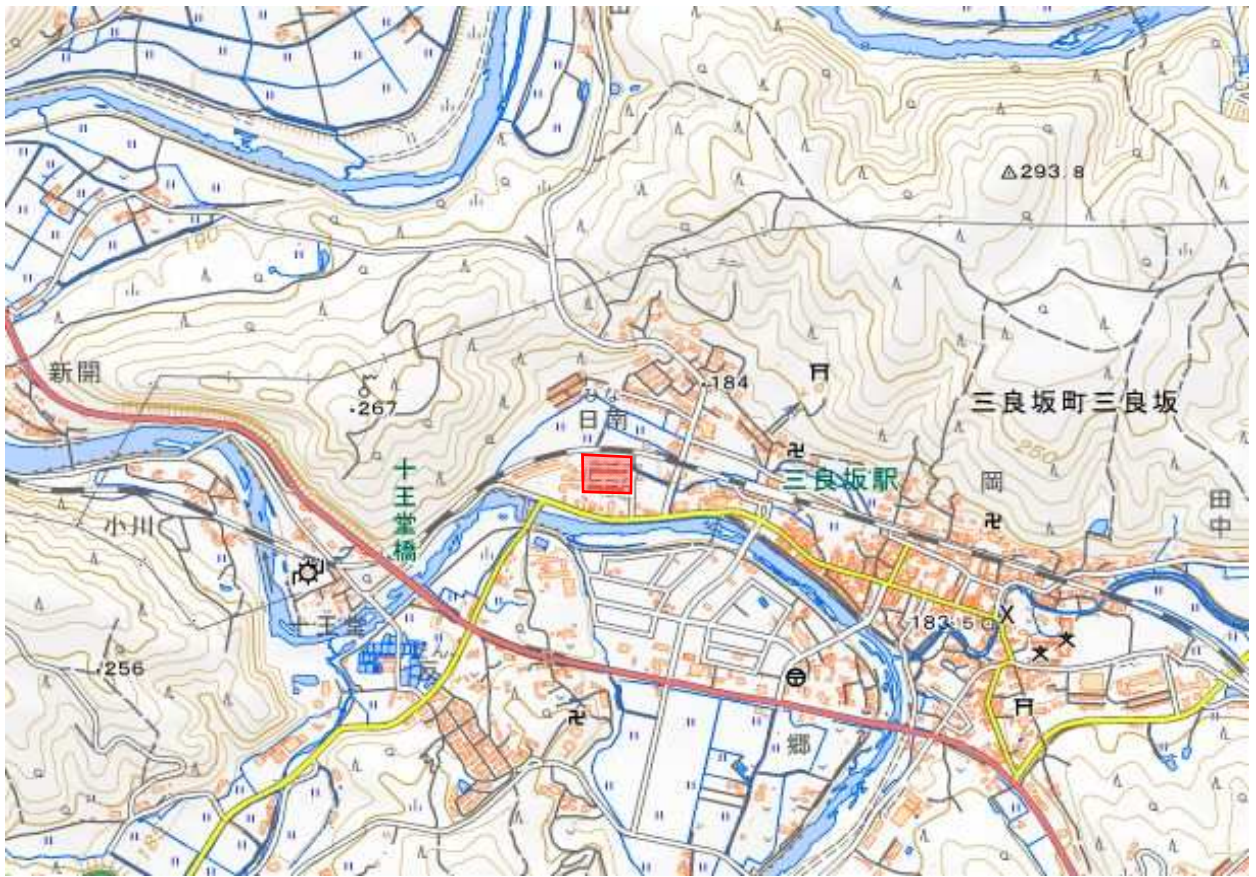 293.8
190
新開
267
ひな
日南
184
三良坂町三良坂
三良坂駅
岡
田中
250
十王堂橋
小川
20
十王堂
183.5
256
郷